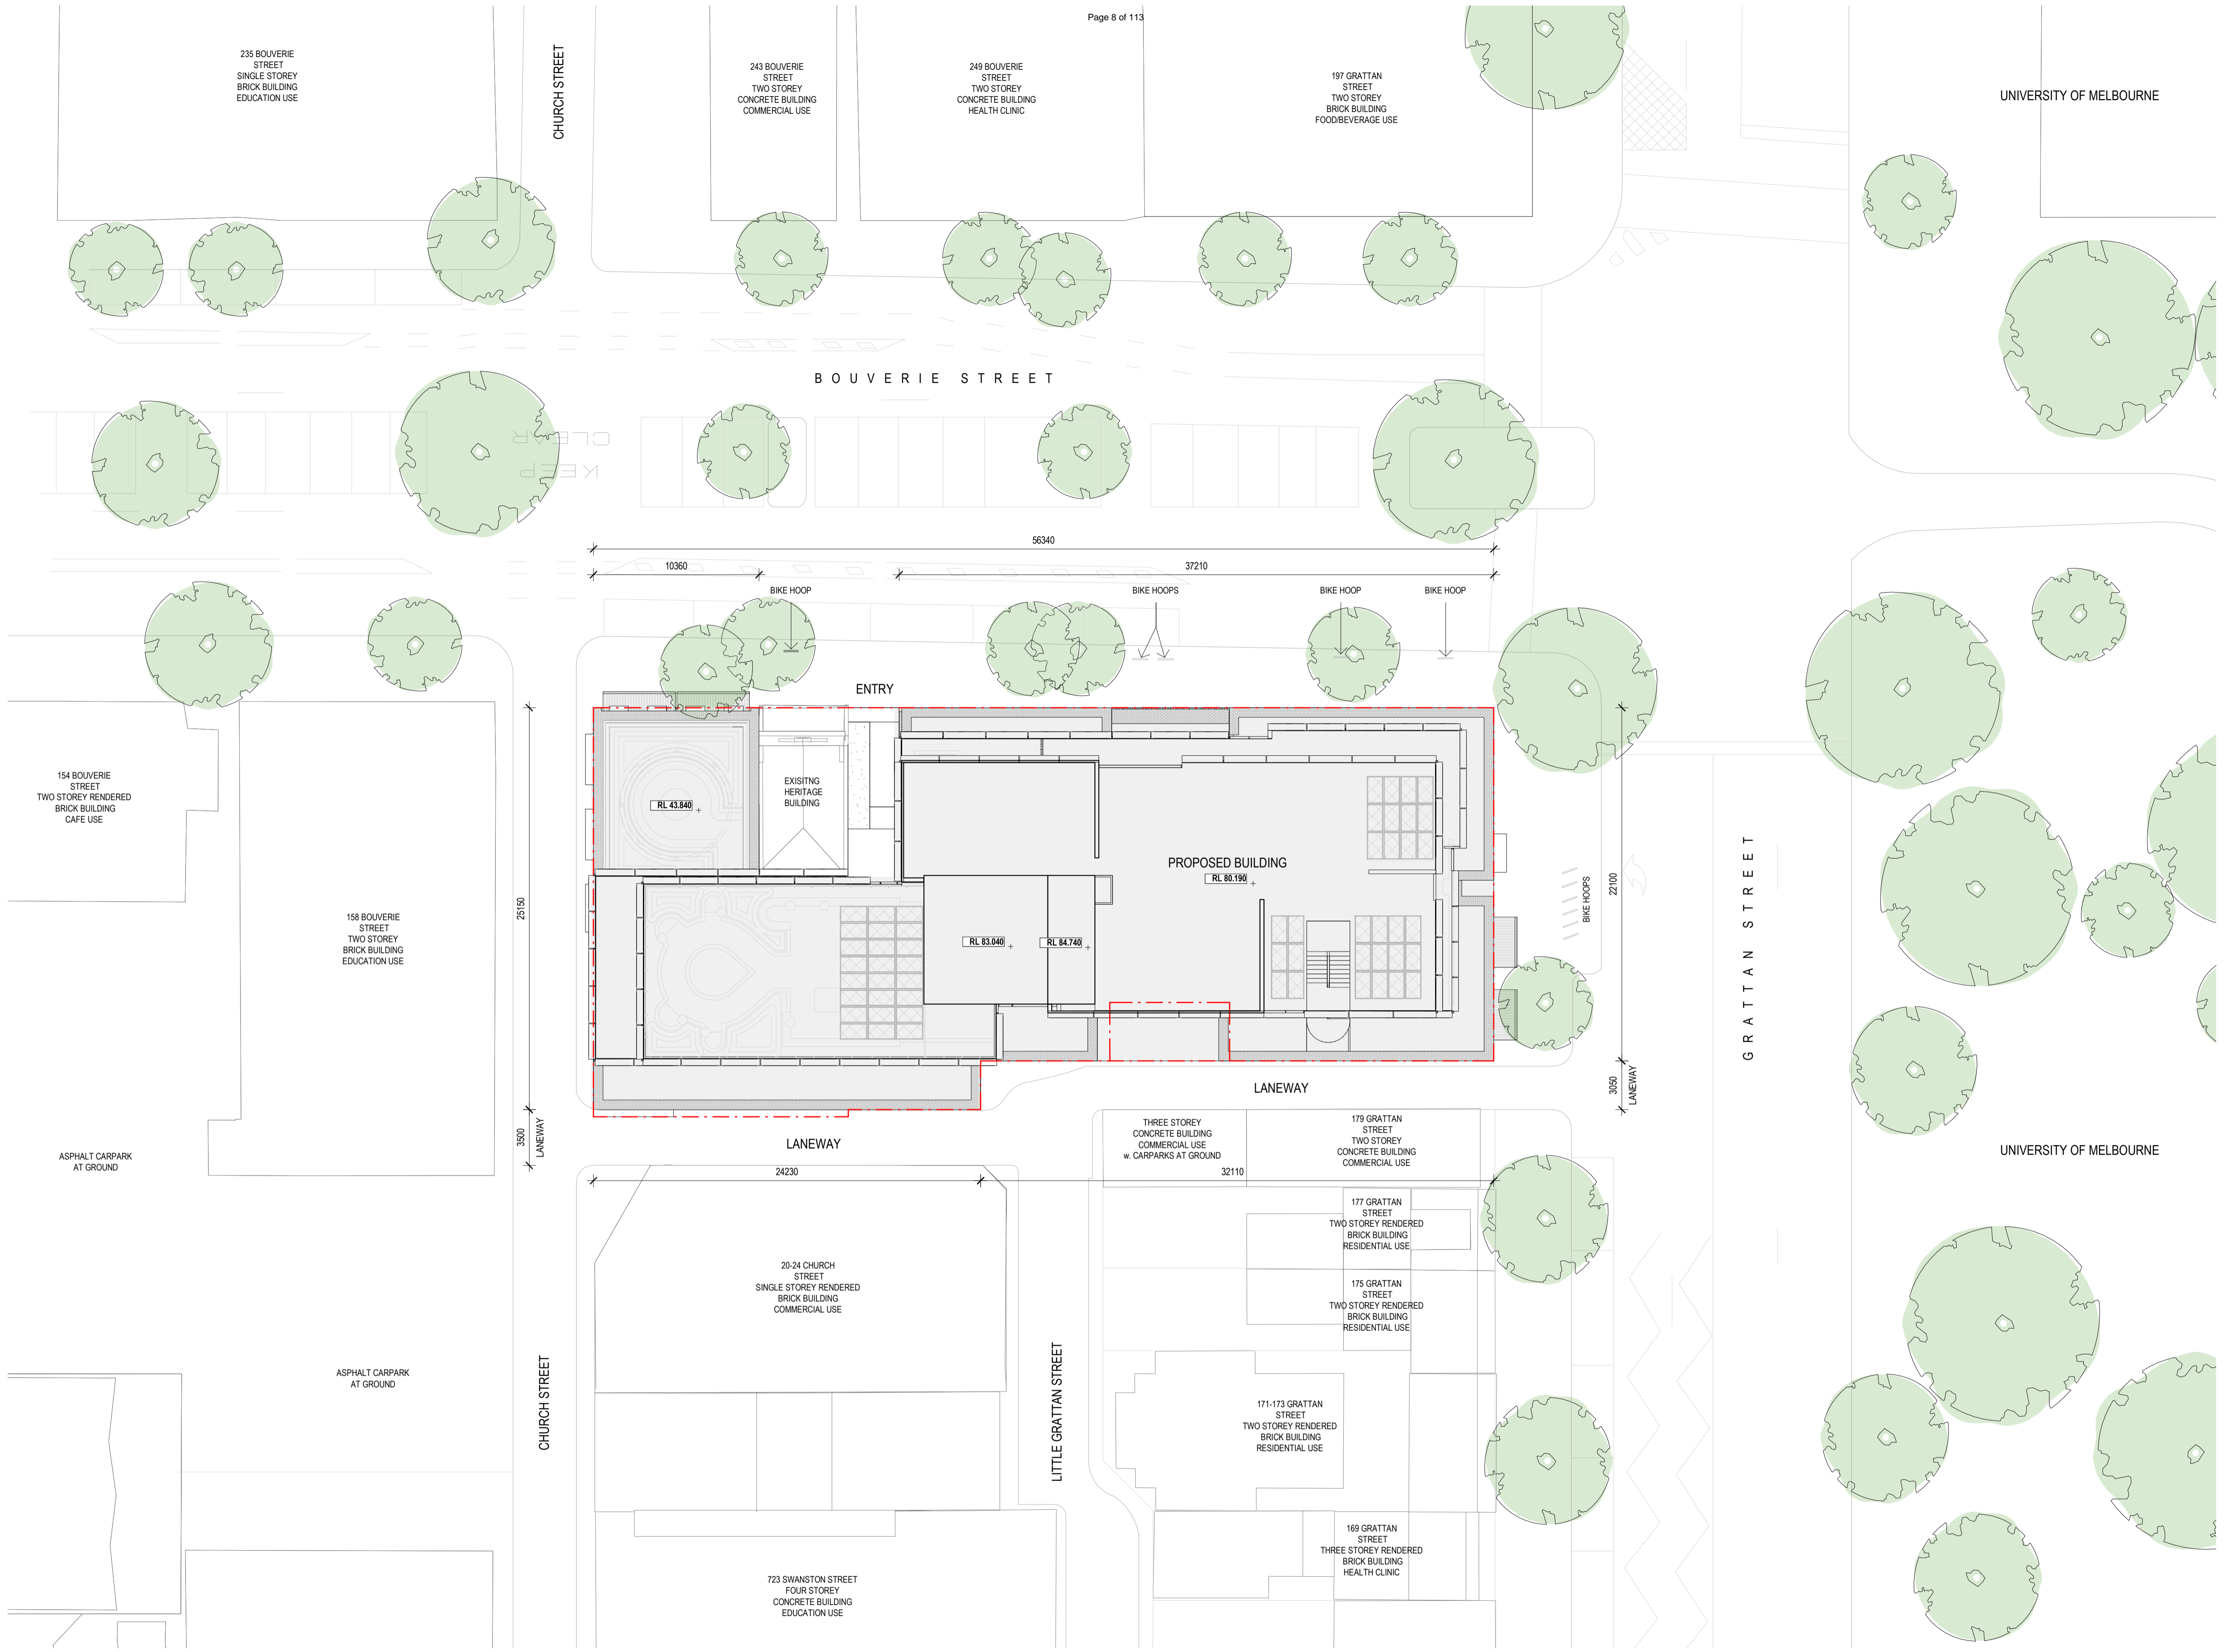 Page 8 of 113
235 BOUVERIE
STREET
SINGLE STOREY
BRICK BUILDING
EDUCATION USE
CHURCH STREET
243 BOUVERIE
STREET
TWO STOREY
CONCRETE BUILDING
COMMERCIAL USE
249 BOUVERIE
STREET
TWO STOREY
CONCRETE BUILDING
HEALTH CLINIC
197 GRATTAN
STREET
TWO STOREY
BRICK BUILDING
FOOD/BEVERAGE USE
UNIVERSITY OF MELBOURNE
BOUVERIE STREET
CLEAR
KEEP
56340
10360
37210
BIKE HOOP
BIKE HOOPS
BIKE HOOP
BIKE HOOP
ENTRY
154 BOUVERIE
STREET
TWO STOREY RENDERED
BRICK BUILDING
CAFE USE
RL 43.840
EXISITNG
HERITAGE
BUILDING
PROPOSED BUILDING
RL 80.190
RL 83.040
RL 84.740
25150
22100
BIKE HOOPS
GRATTAN STREET
158 BOUVERIE
STREET
TWO STOREY
BRICK BUILDING
EDUCATION USE
LANEWAY
3050
LANEWAY
3500
LANEWAY
LANEWAY
THREE STOREY
CONCRETE BUILDING
COMMERCIAL USE
w. CARPARKS AT GROUND
179 GRATTAN
STREET
TWO STOREY
CONCRETE BUILDING
COMMERCIAL USE
ASPHALT CARPARK
AT GROUND
UNIVERSITY OF MELBOURNE
24230
32110
177 GRATTAN
STREET
TWO STOREY RENDERED
BRICK BUILDING
RESIDENTIAL USE
20-24 CHURCH
STREET
SINGLE STOREY RENDERED
BRICK BUILDING
COMMERCIAL USE
175 GRATTAN
STREET
TWO STOREY RENDERED
BRICK BUILDING
RESIDENTIAL USE
ASPHALT CARPARK
AT GROUND
CHURCH STREET
LITTLE GRATTAN STREET
171-173 GRATTAN
STREET
TWO STOREY RENDERED
BRICK BUILDING
RESIDENTIAL USE
169 GRATTAN
STREET
THREE STOREY RENDERED
BRICK BUILDING
HEALTH CLINIC
723 SWANSTON STREET
FOUR STOREY
CONCRETE BUILDING
EDUCATION USE